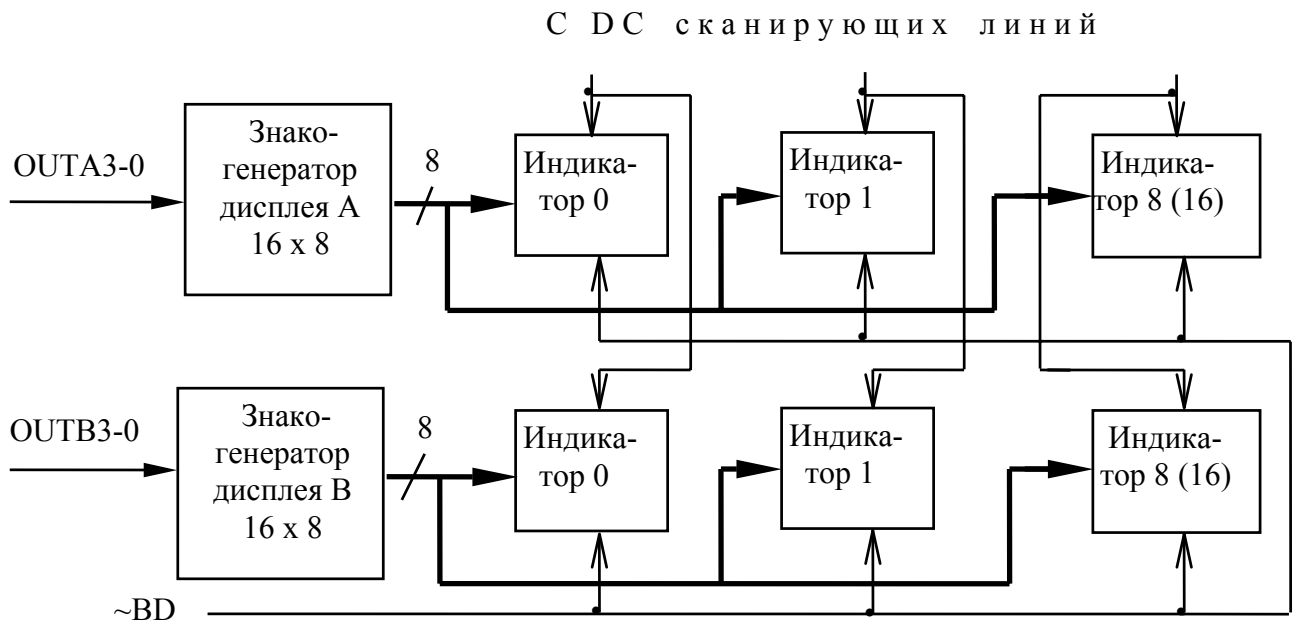 С DC сканирующих линий
OUTA3-0
Знако-
генератор
дисплея А
16 х 8
8
Индика-
тор 0
Индика-
тор 1
Индика-
тор 8 (16)
OUTB3-0
Знако-
генератор
дисплея В
16 х 8
8
Индика-
тор 0
Индика-
тор 1
Индика-
тор 8 (16)
~BD